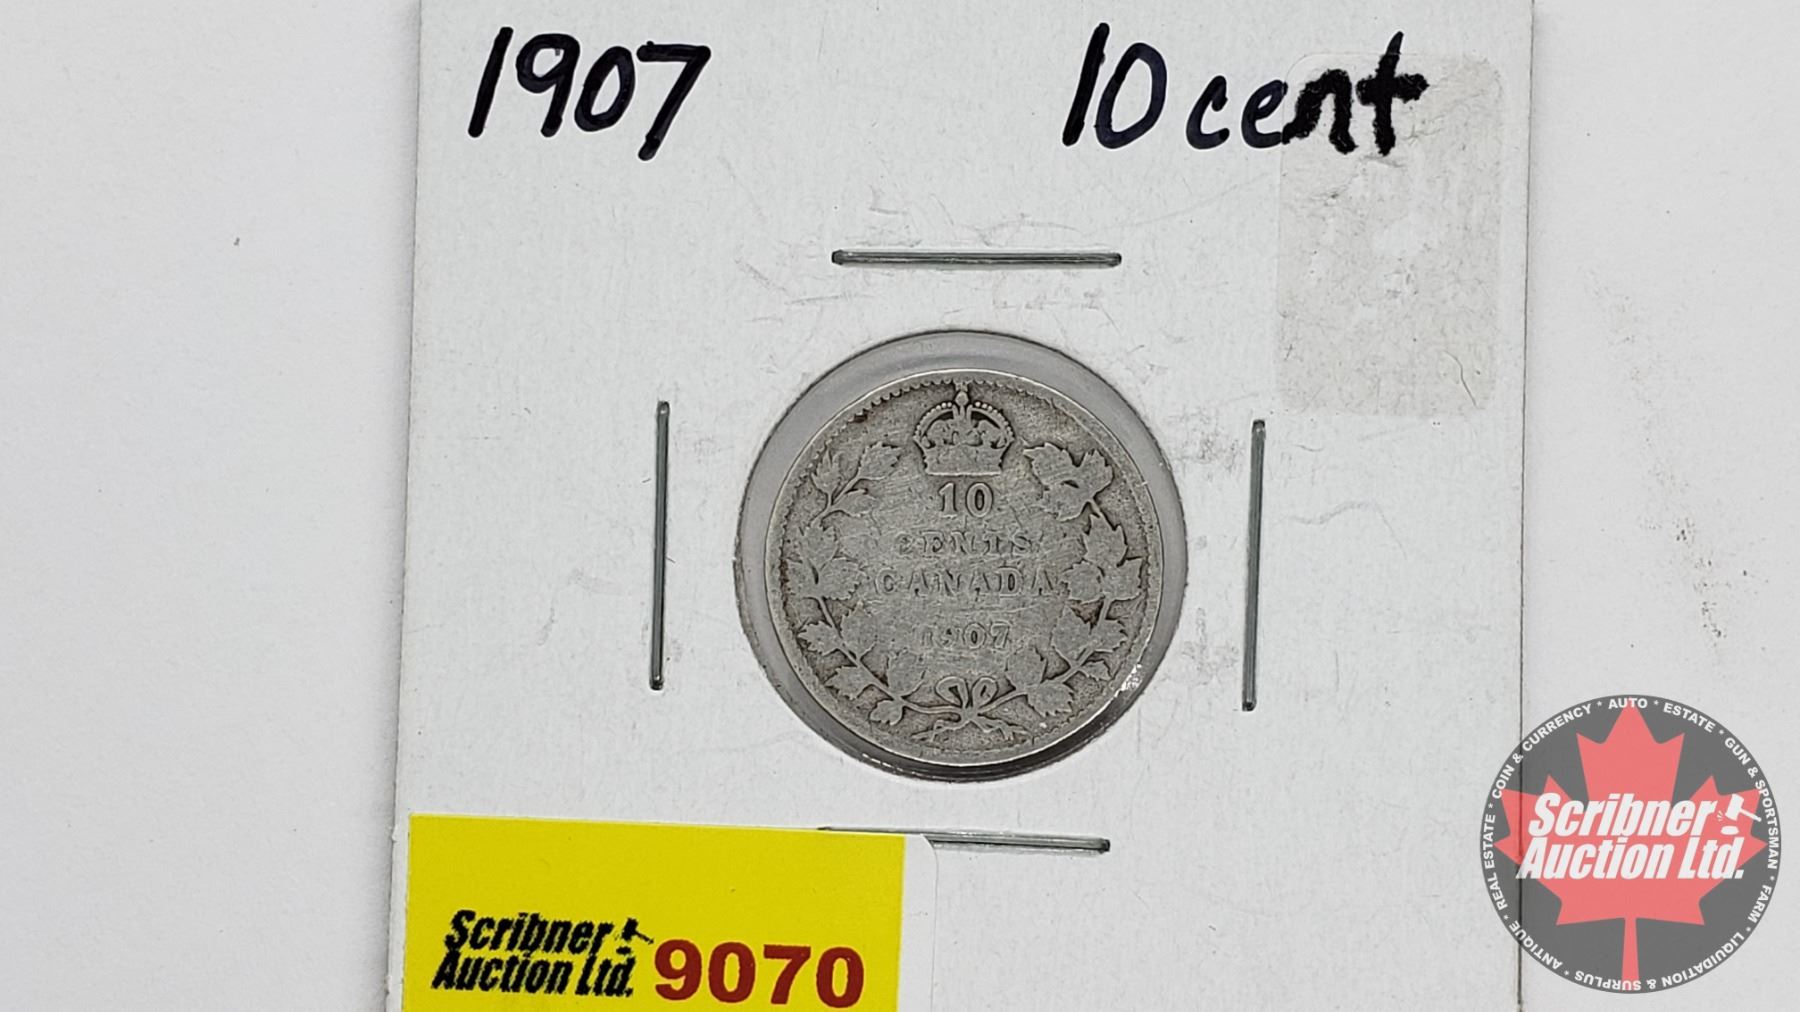 1907 10 cent
10
CENTS
CANADA
1907
Scribner
Auction Ltd. 9070
Scribner
Auction Ltd.
* REAL ESTATE * COIN & CURRENCY * AUTO * ESTATE * GUN & SPORTSMAN * FARM * LIQUIDATION & SURPLUS * ANTIQUE